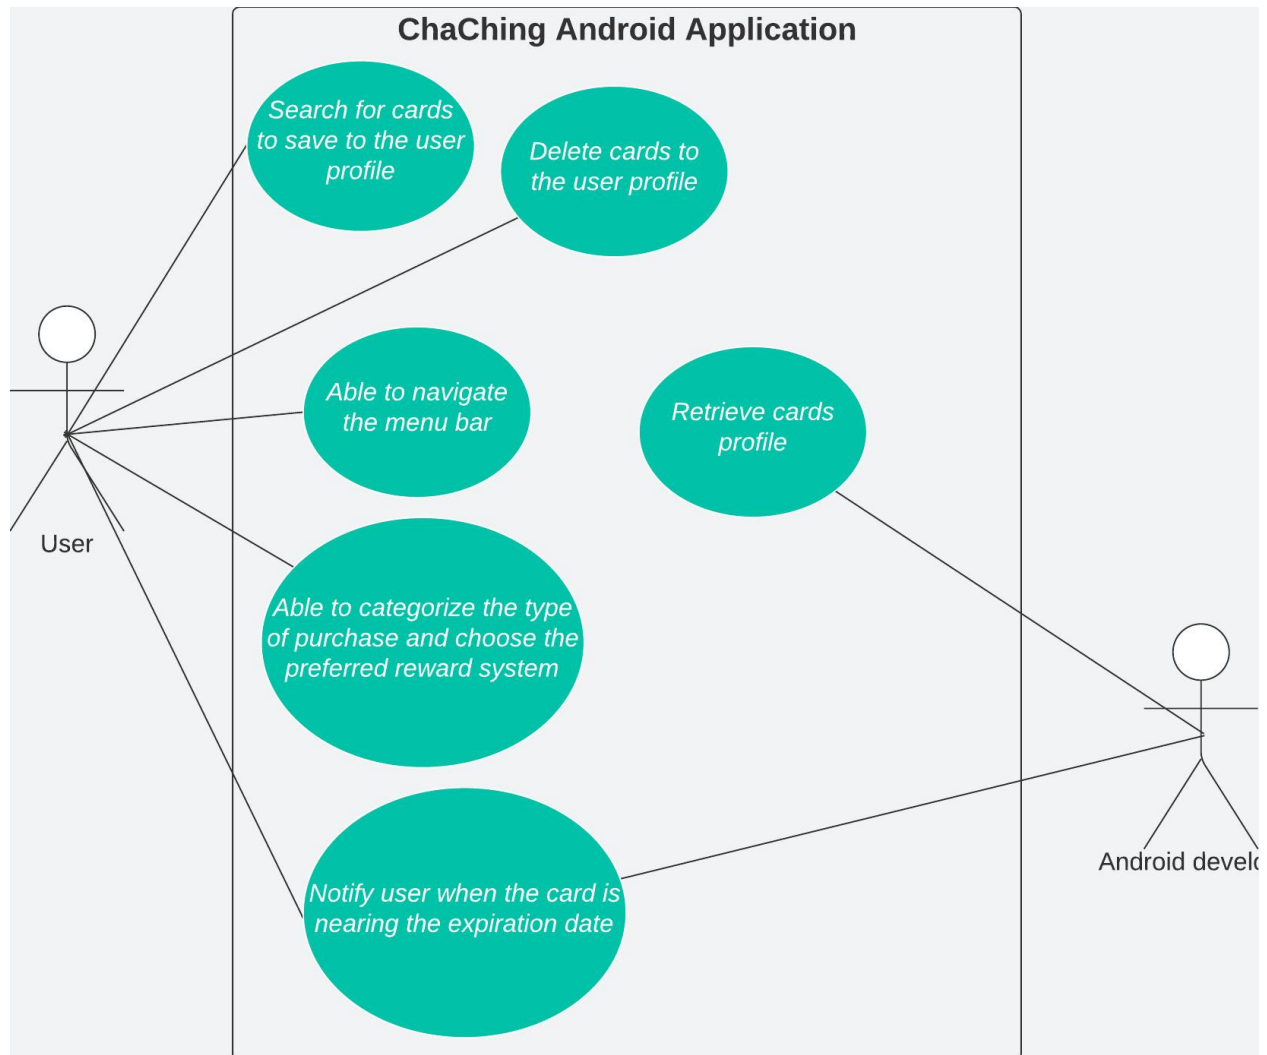 ChaChing Android Application
Search for cards
to save to the user
profile
Delete cards to
the user profile
Able to navigate
the menu bar
Retrieve cards
profile
User
Able to categorize the type
of purchase and choose the
preferred reward system
Android develo
Notify user when the card is
nearing the expiration date